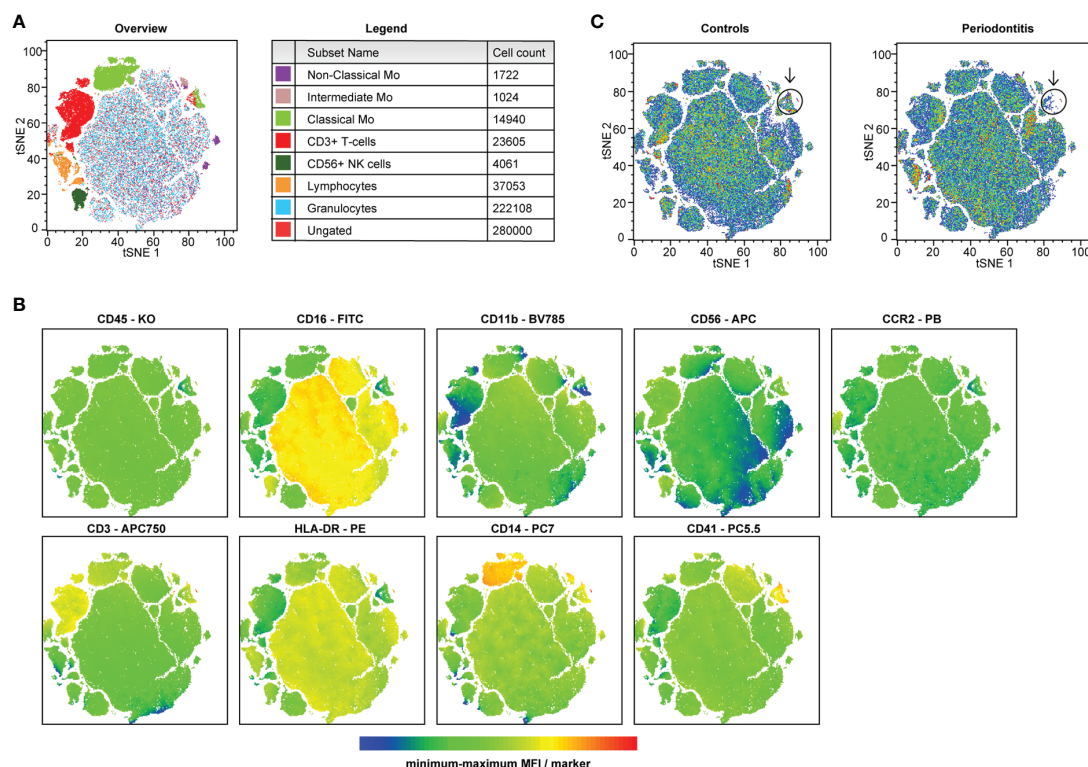 A
Overview
100
80
60
40
20
0
tSNE 2
0 20 40 60 80 100
tSNE 1
Legend
Subset Name Cell count
Non-Classical Mo 1722
Intermediate Mo 1024
Classical Mo 14940
CD3+ T-cells 23605
CD56+ NK cells 4061
Lymphocytes 37053
Granulocytes 222108
Ungated 280000
C
Controls
100
80
60
40
20
0
tSNE 2
0 20 40 60 80 100
tSNE 1
Periodontitis
100
80
60
40
20
0
tSNE 2
0 20 40 60 80 100
tSNE 1
B
CD45 - KO
CD16 - FITC
CD11b - BV785
CD56 - APC
CCR2 - PB
CD3 - APC750
HLA-DR - PE
CD14 - PC7
CD41 - PC5.5
minimum-maximum MFI / marker